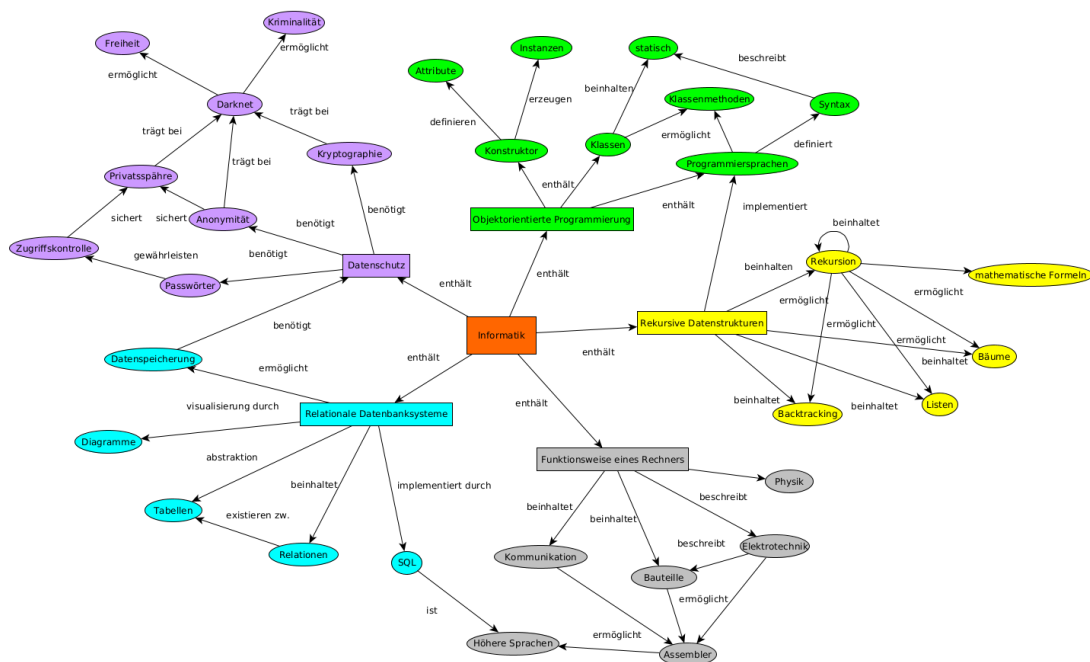 Kriminalität
Freiheit
ermöglicht
ermöglicht
Darknet
trägt bei
trägt bei
Kryptographie
trägt bei
Privatsspähre
sichert
sichert
Anonymität
benötigt
Zugriffskontrolle
gewährleisten
benötigt
benötigt
Passwörter
Datenschutz
enthält
Instanzen
Attribute
erzeugen
definieren
Konstruktor
statisch
beschreibt
beinhalten
Klassenmethoden
Syntax
Klassen
ermöglicht
definiert
Programmiersprachen
enthält
Objektorientierte Programmierung
enthält
implementiert
enthält
beinhaltet
Rekursion
beinhalten
mathematische Formeln
ermöglicht
ermöglicht
ermöglicht
Rekursive Datenstrukturen
ermöglicht
Bäume
beinhaltet
enthält
beinhaltet
beinhaltet
Listen
Backtracking
Informatik
benötigt
Datenspeicherung
ermöglicht
enthält
visualisierung durch
Relationale Datenbanksysteme
Diagramme
abstraktion
beinhaltet
implementiert durch
Tabellen
existieren zw.
Relationen
SQL
ist
enthält
Funktionsweise eines Rechners
Physik
beschreibt
beinhaltet
beinhaltet
Elektrotechnik
beschreibt
Kommunikation
Bauteille
ermöglicht
ermöglicht
Höhere Sprachen
Assembler